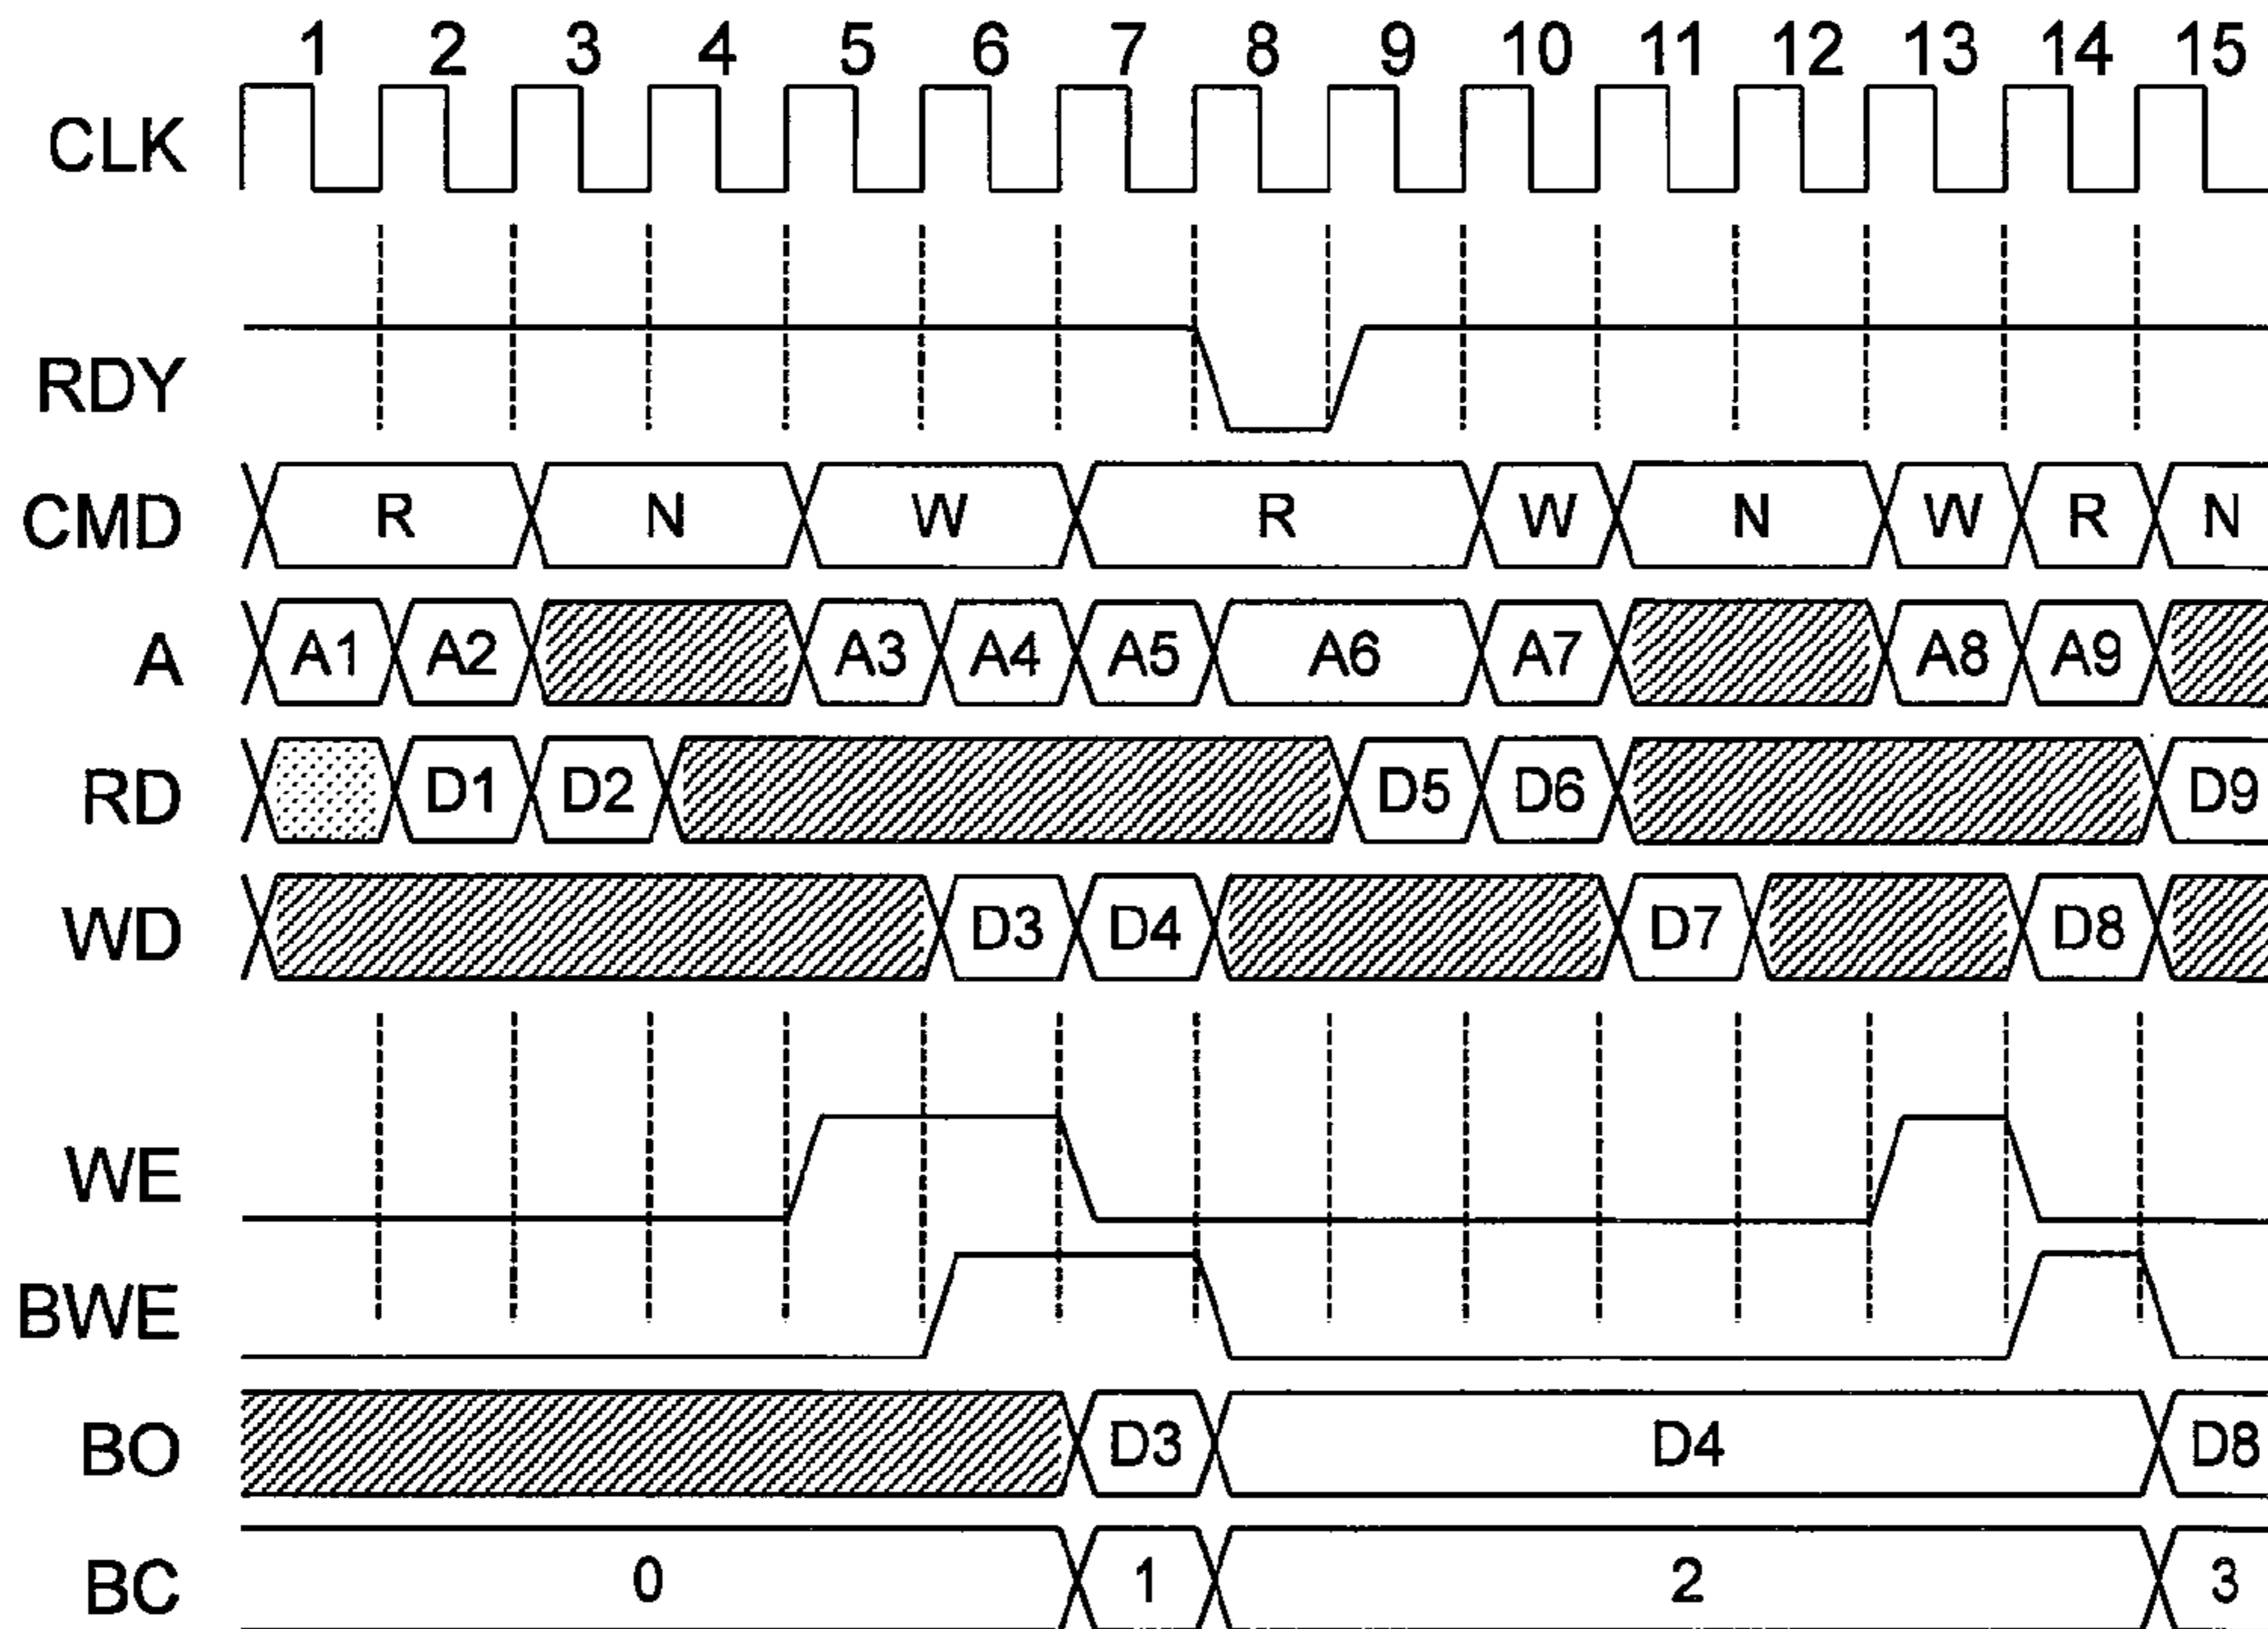 1 2 3 4 5 6 7 8 9 10 11 12 13 14 15
CLK
RDY
CMD R N W R W N W R N
A A1 A2 A3 A4 A5 A6 A7 A8 A9
RD D1 D2 D5 D6 D9
WD D3 D4 D7 D8
WE
BWE
BO D3 D4 D8
BC 0 1 2 3